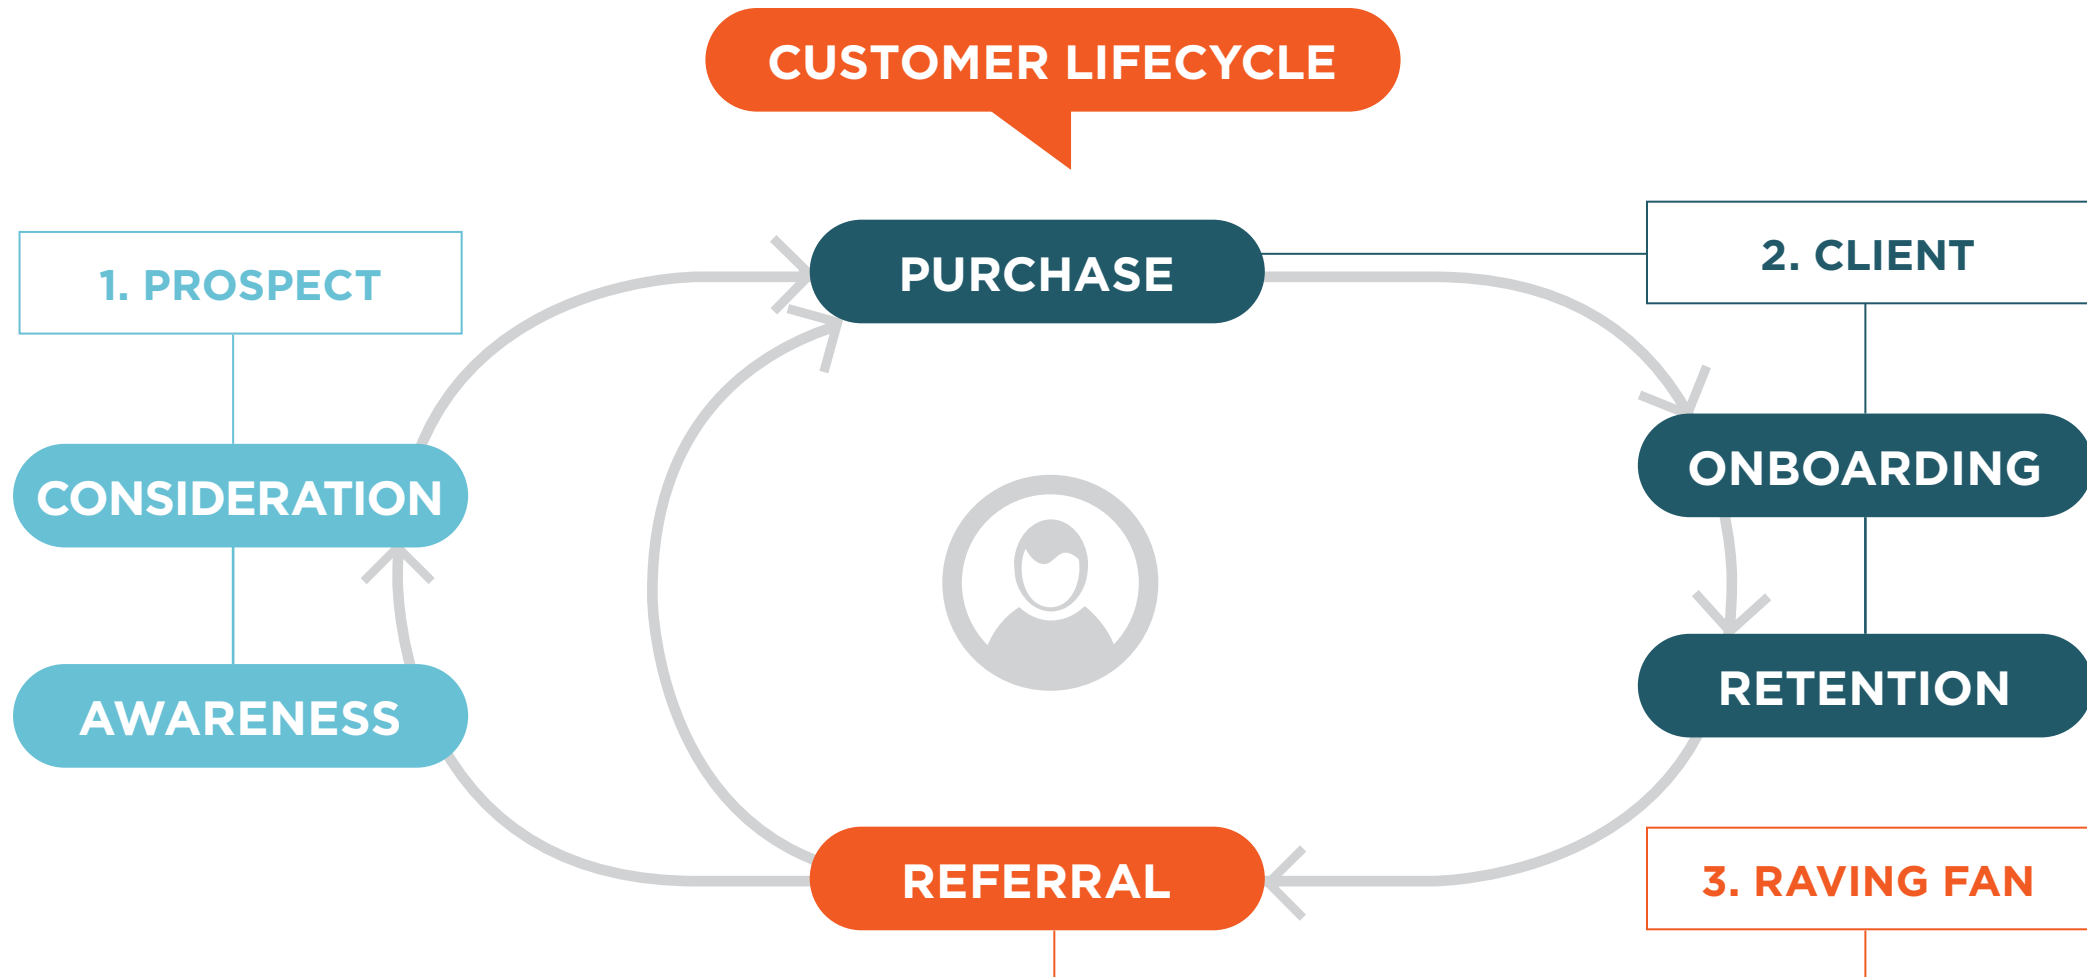 CUSTOMER LIFECYCLE
1. PROSPECT
PURCHASE
2. CLIENT
CONSIDERATION
ONBOARDING
AWARENESS
RETENTION
REFERRAL
3. RAVING FAN